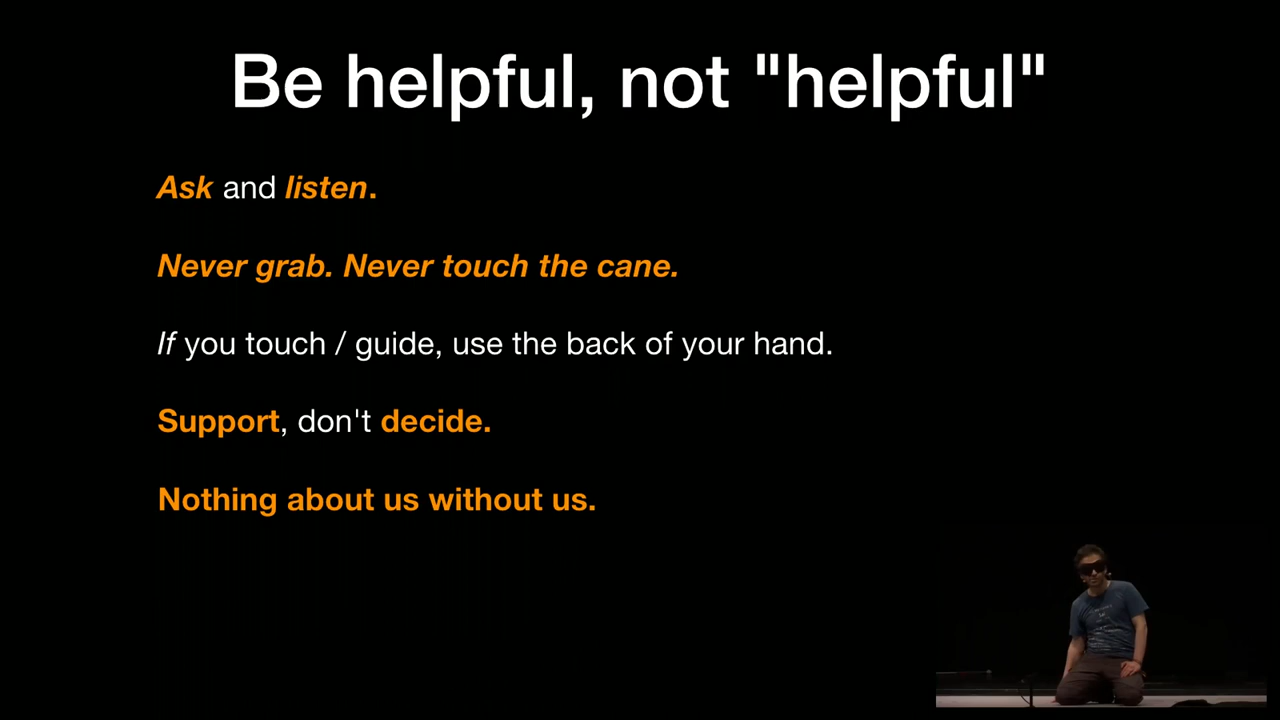 Be helpful, not "helpful"
Ask and listen.
Never grab. Never touch the cane.
If you touch / guide, use the back of your hand.
Support, don't decide.
Nothing about us without us.